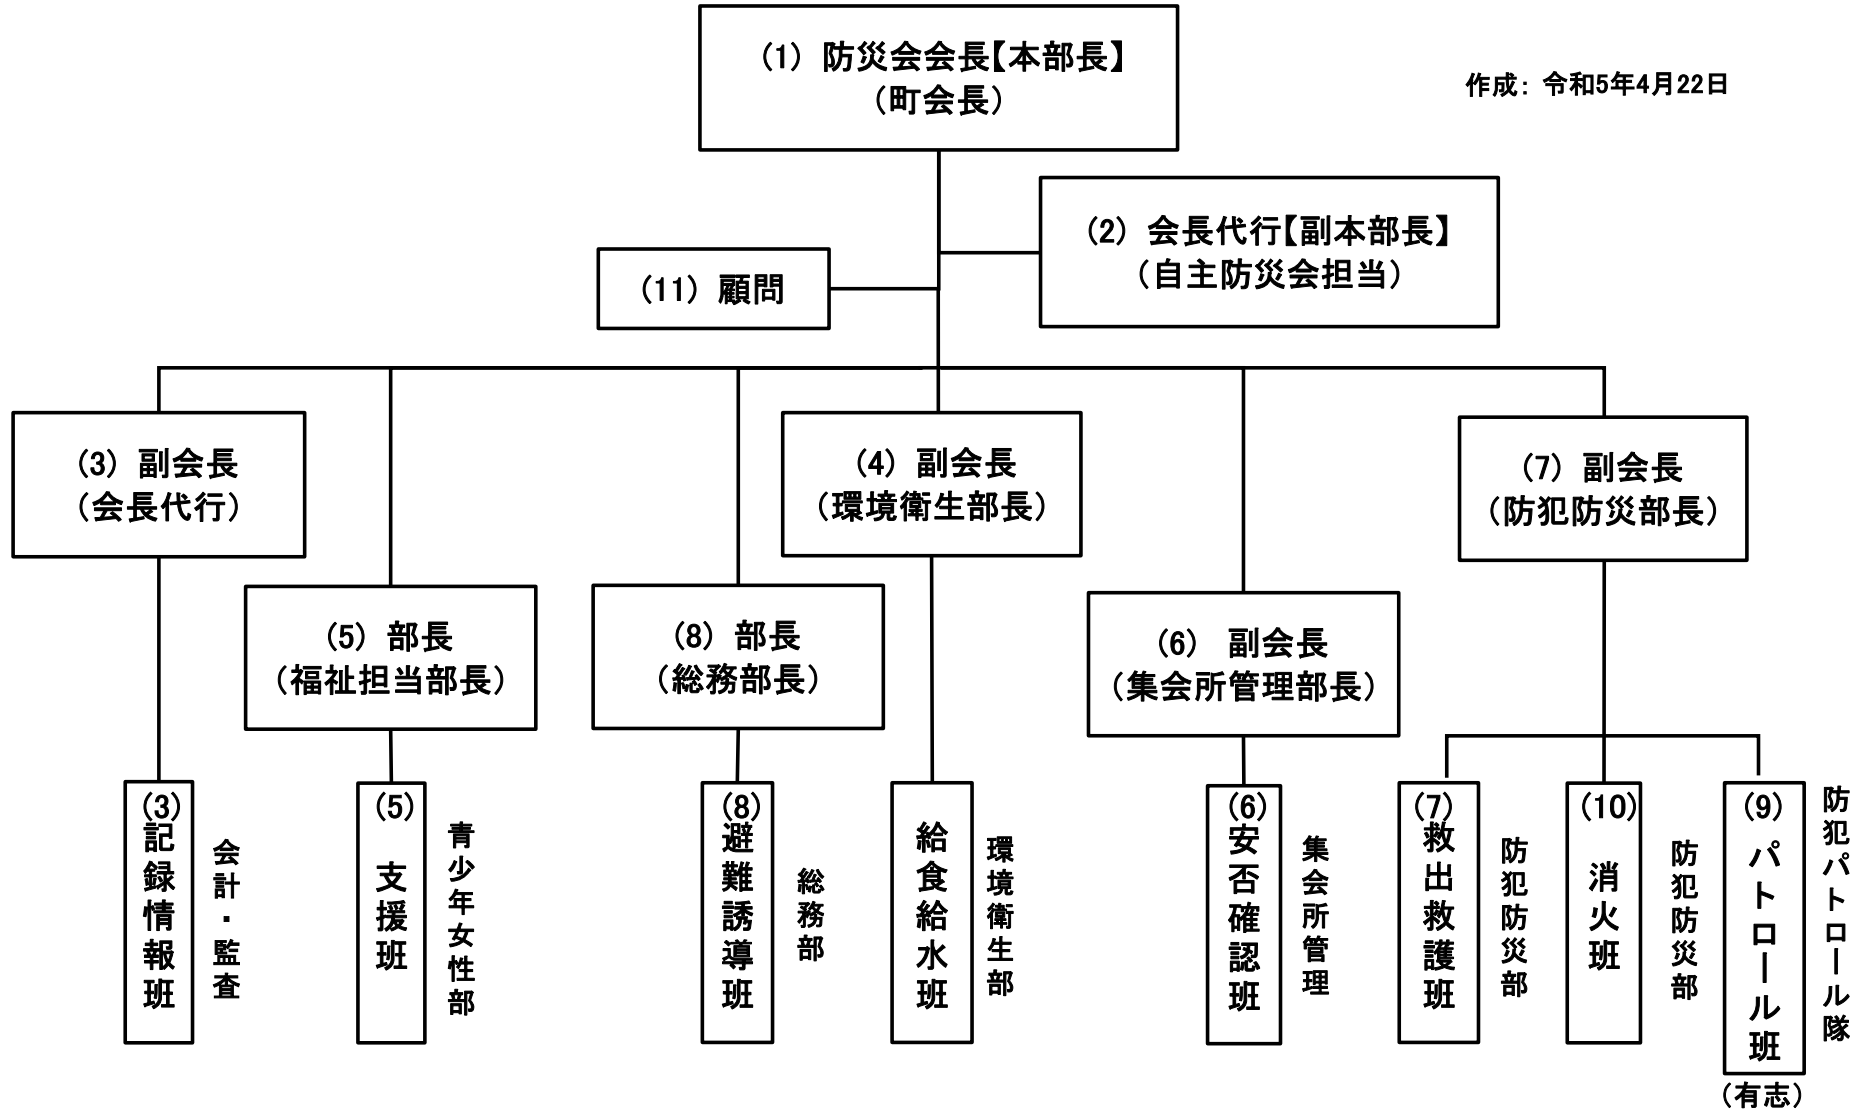 (1) 防災会会長【本部長】
(町会長)
作成: 令和5年4月22日
(2) 会長代行【副本部長】
(自主防災会担当)
(11) 顧問
(3) 副会長
(会長代行)
(4) 副会長
(環境衛生部長)
(7) 副会長
(防犯防災部長)
(5) 部長
(福祉担当部長)
(8) 部長
(総務部長)
(6) 副会長
(集会所管理部長)
(3)記録情報班
会計・監査
(5) 支援班
青少年女性部
(8)避難誘導班
総務部
給食給水班
環境衛生部
(6)安否確認班
集会所管理
(7)救出救護班
防犯防災部
(10) 消火班
防犯防災部
(9) パトロール班
防犯パトロール隊
(有志)